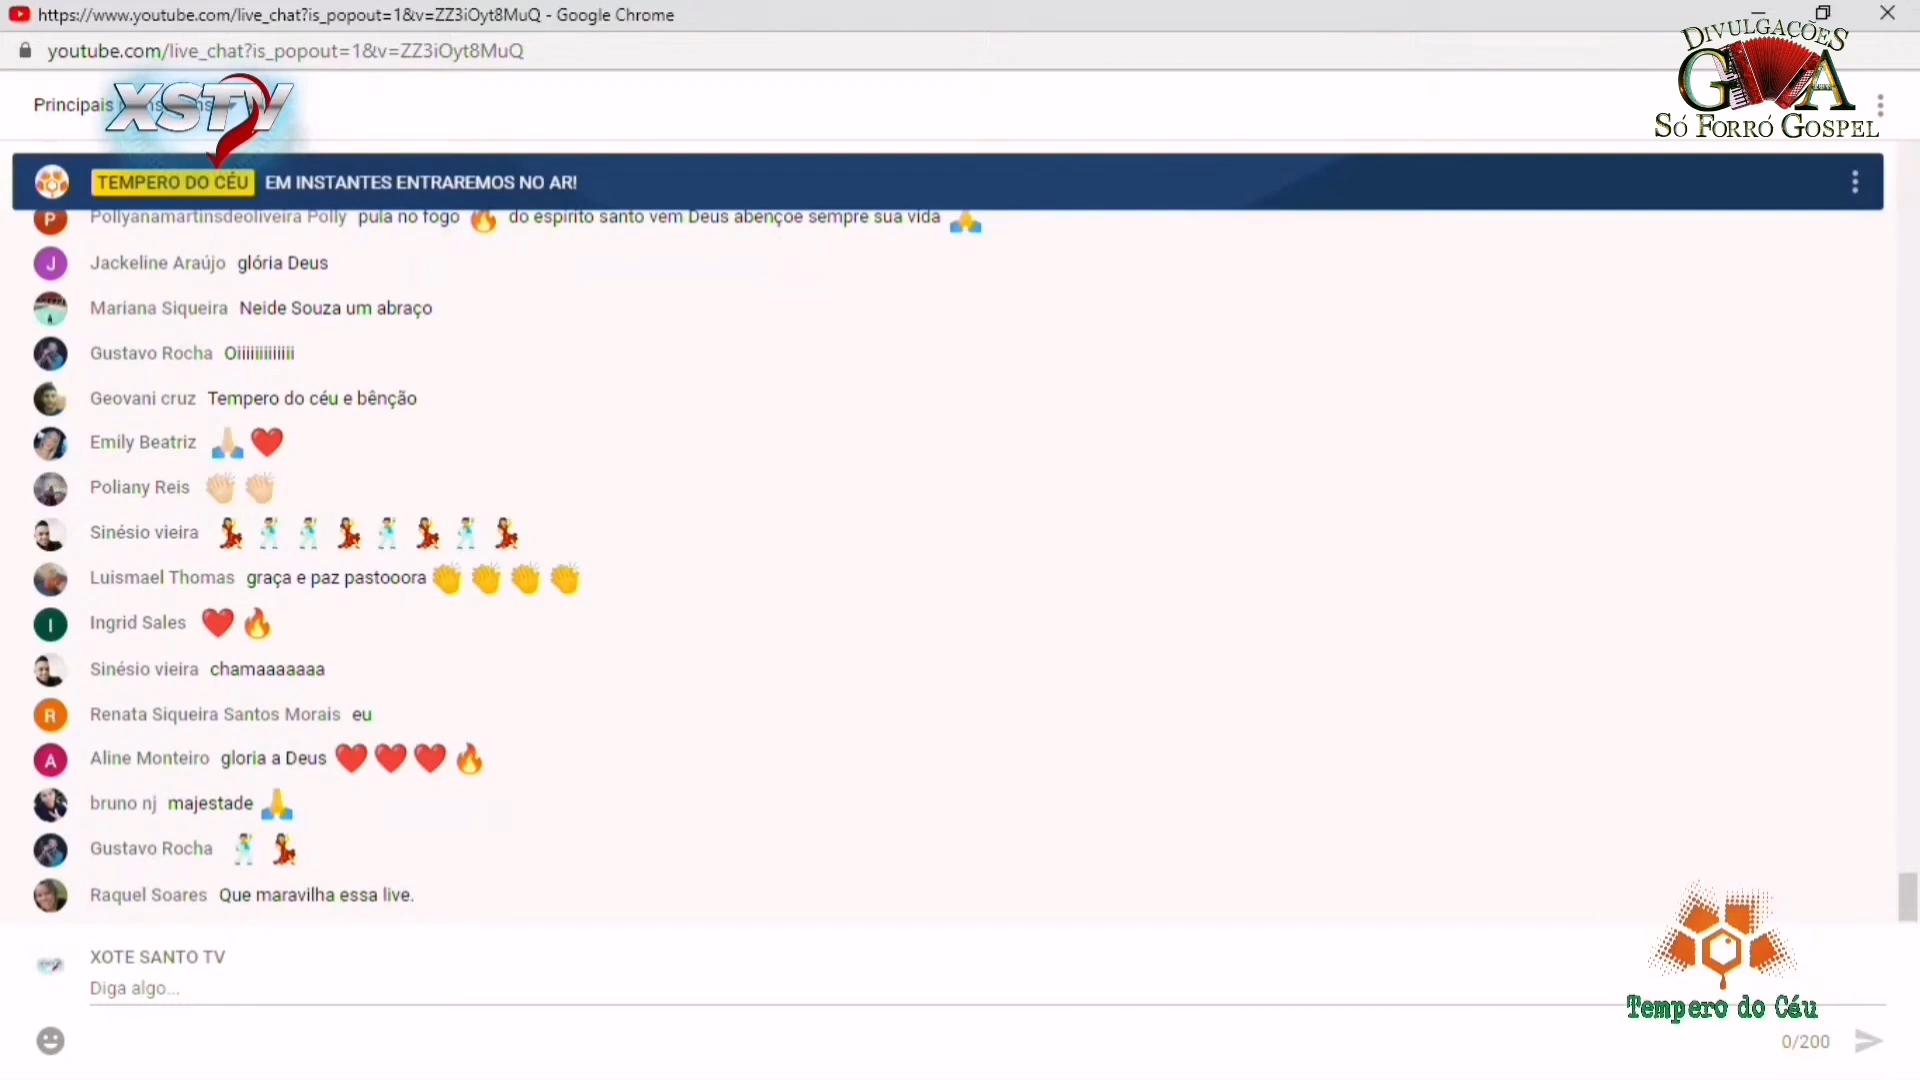 https://www.youtube.com/live_chat?is_popout=1&v=ZZ3iOyt8MuQ - Google Chrome
youtube.com/live_chat?is_popout=1&v=ZZ3iOyt8MuQ
DIVULGAÇÕES
GA
SÓ FORRÓ GOSPEL
Principais
XSTV
TEMPERO DO CÉU EM INSTANTES ENTRAREMOS NO AR!
Pollyanamartinsdeoliveira Polly pula no fogo 🔥 do espirito santo vem Deus abençoe sempre sua vida 🙏
Jackeline Araújo glória Deus
Mariana Siqueira Neide Souza um abraço
Gustavo Rocha Oiiiiiiiiiiiii
Geovani cruz Tempero do céu e bênção
Emily Beatriz 🙏🏻 ❤️
Poliany Reis 👏🏻 👏🏻
Sinésio vieira 💃 🕺 🕺 💃 🕺 💃 🕺 💃
Luismael Thomas graça e paz pastooora 👏 👏 👏 👏
I Ingrid Sales ❤️ 🔥
Sinésio vieira chamaaaaaaa
R Renata Siqueira Santos Morais eu
A Aline Monteiro gloria a Deus ❤️ ❤️ ❤️ 🔥
bruno nj majestade 🙏
Gustavo Rocha 🕺 💃
Raquel Soares Que maravilha essa live.
XOTE SANTO TV
Diga algo...
Tempero do Céu
0/200